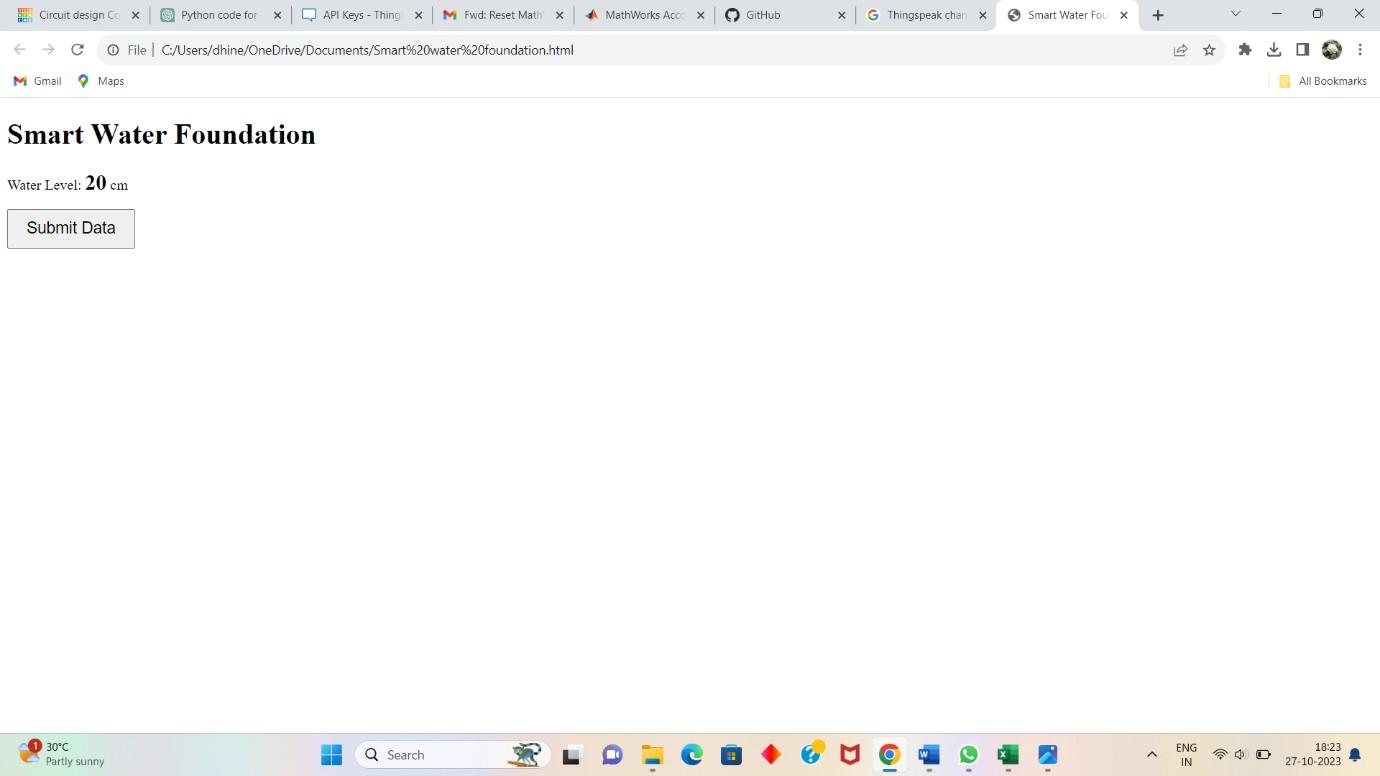 Circuit design Co
Python code for
API Keys - Thing
Fwd: Reset Math
MathWorks Acco
GitHub
Thingspeak chan
Smart Water Fou
File
C:/Users/dhine/OneDrive/Documents/Smart%20water%20foundation.html
Gmail
Maps
All Bookmarks
Smart Water Foundation
Water Level: 20 cm
Submit Data
1
30°C
Partly sunny
Search
ENG
IN
18:23
27-10-2023